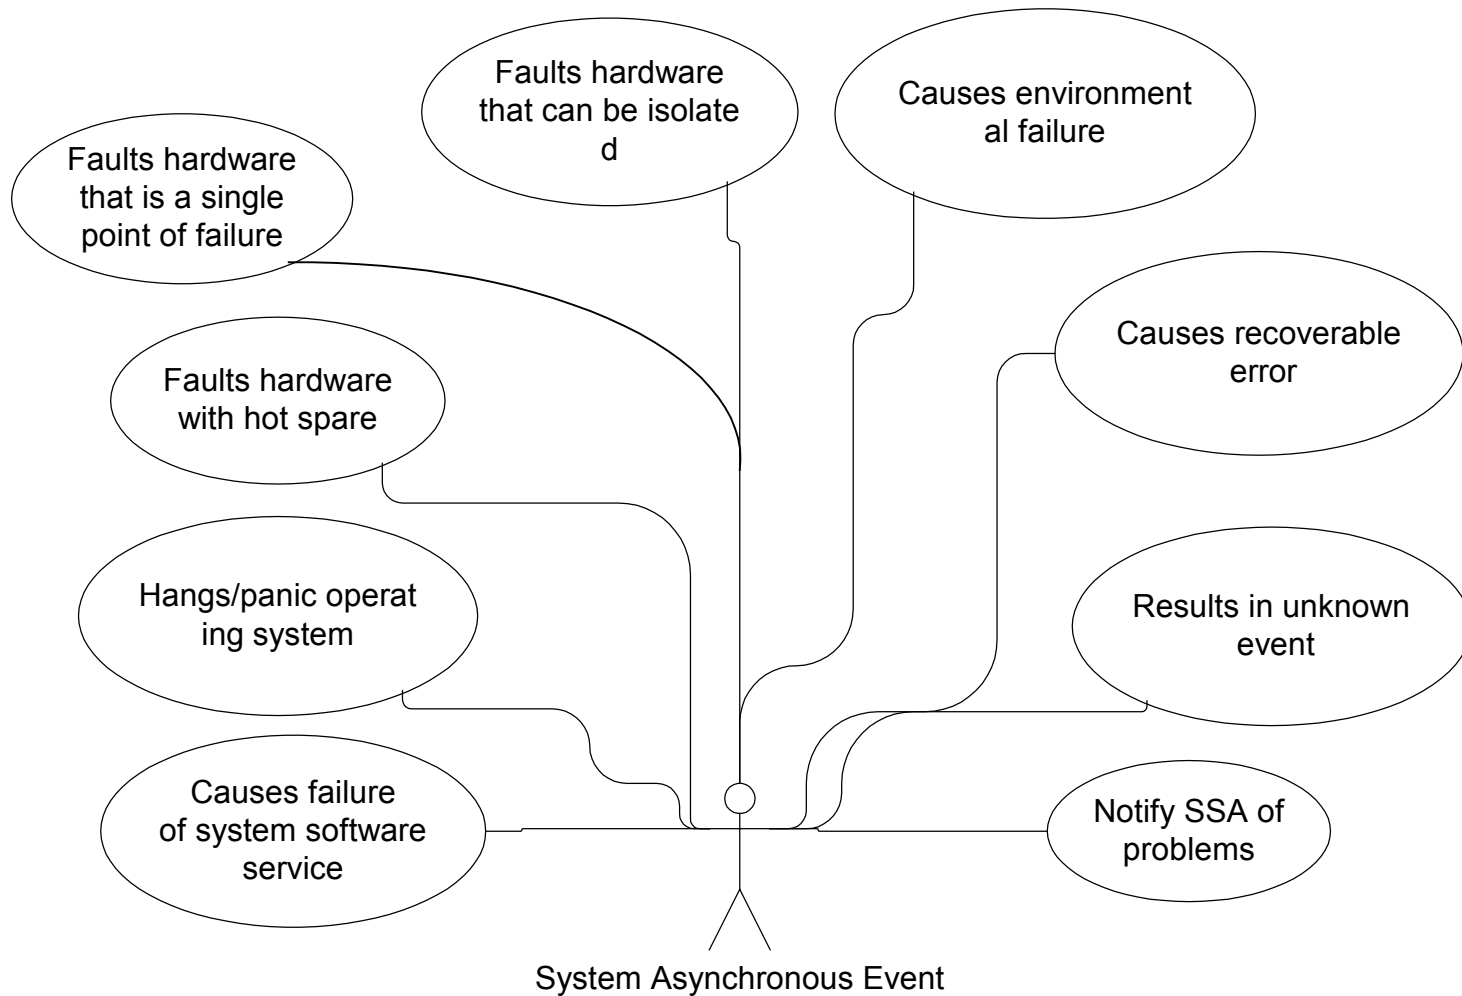 Faults hardware
that can be isolate
d
Causes environment
al failure
Faults hardware
that is a single
point of failure
Causes recoverable
error
Faults hardware
with hot spare
Hangs/panic operat
ing system
Results in unknown
event
Causes failure
of system software
service
Notify SSA of
problems
System Asynchronous Event